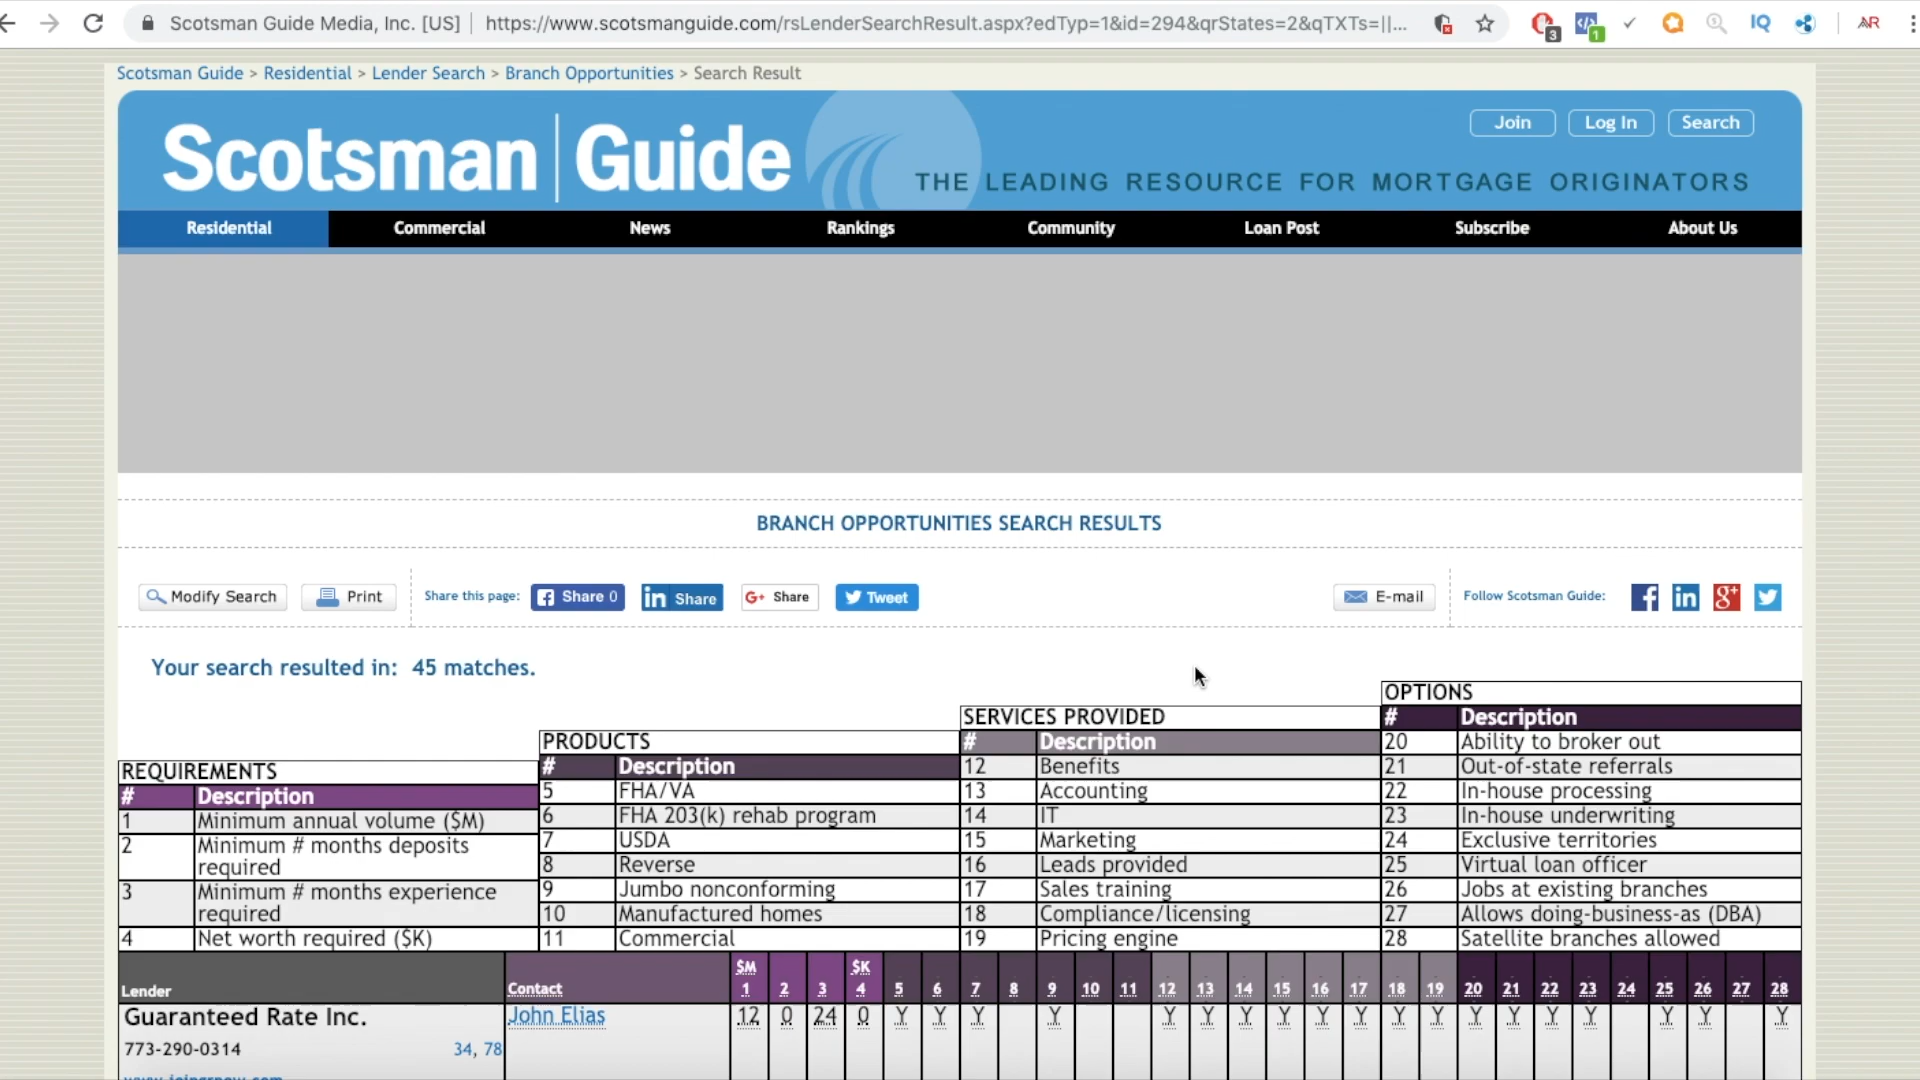 Scotsman Guide Media, Inc. [US] | https://www.scotsmanguide.com/rsLenderSearchResult.aspx?edTyp=1&id=294&qrStates=2&qTXTs=||...
3
1
IQ
AR
Scotsman Guide > Residential > Lender Search > Branch Opportunities > Search Result
Join Log In Search
Scotsman Guide
THE LEADING RESOURCE FOR MORTGAGE ORIGINATORS
Residential Commercial News Rankings Community Loan Post Subscribe About Us
BRANCH OPPORTUNITIES SEARCH RESULTS
Modify Search Print Share this page: Share 0 in Share G+ Share Tweet E-mail Follow Scotsman Guide:
Your search resulted in: 45 matches.
REQUIREMENTS
# Description
1 Minimum annual volume ($M)
2 Minimum # months deposits
required
3 Minimum # months experience
required
4 Net worth required ($K)
PRODUCTS
# Description
5 FHA/VA
6 FHA 203(k) rehab program
7 USDA
8 Reverse
9 Jumbo nonconforming
10 Manufactured homes
11 Commercial
SERVICES PROVIDED
# Description
12 Benefits
13 Accounting
14 IT
15 Marketing
16 Leads provided
17 Sales training
18 Compliance/licensing
19 Pricing engine
OPTIONS
# Description
20 Ability to broker out
21 Out-of-state referrals
22 In-house processing
23 In-house underwriting
24 Exclusive territories
25 Virtual loan officer
26 Jobs at existing branches
27 Allows doing-business-as (DBA)
28 Satellite branches allowed
$M $K
Lender Contact 1 2 3 4 5 6 7 8 9 10 11 12 13 14 15 16 17 18 19 20 21 22 23 24 25 26 27 28
Guaranteed Rate Inc. John Elias 12 0 24 0 Y Y Y Y Y Y Y Y Y Y Y Y Y Y Y Y Y Y Y
773-290-0314 34, 78
www.joingrnow.com